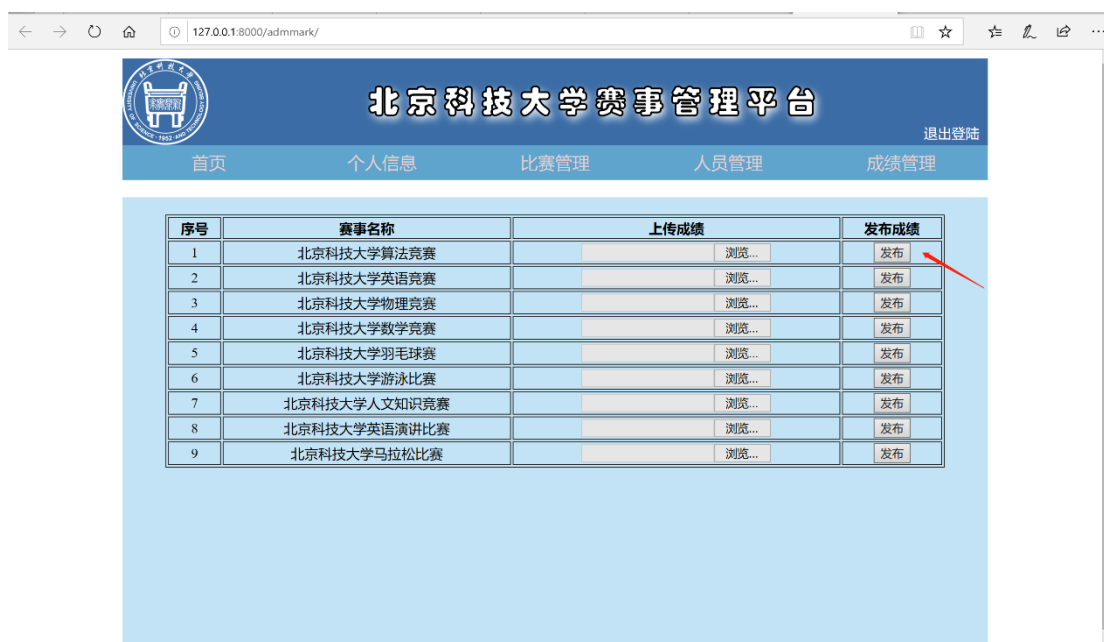 127.0.0.1:8000/admmark/
北京科技大学赛事管理平台
退出登陆
首页 个人信息 比赛管理 人员管理 成绩管理
序号 赛事名称 上传成绩 发布成绩
1 北京科技大学算法竞赛 浏览... 发布
2 北京科技大学英语竞赛 浏览... 发布
3 北京科技大学物理竞赛 浏览... 发布
4 北京科技大学数学竞赛 浏览... 发布
5 北京科技大学羽毛球赛 浏览... 发布
6 北京科技大学游泳比赛 浏览... 发布
7 北京科技大学人文知识竞赛 浏览... 发布
8 北京科技大学英语演讲比赛 浏览... 发布
9 北京科技大学马拉松比赛 浏览... 发布